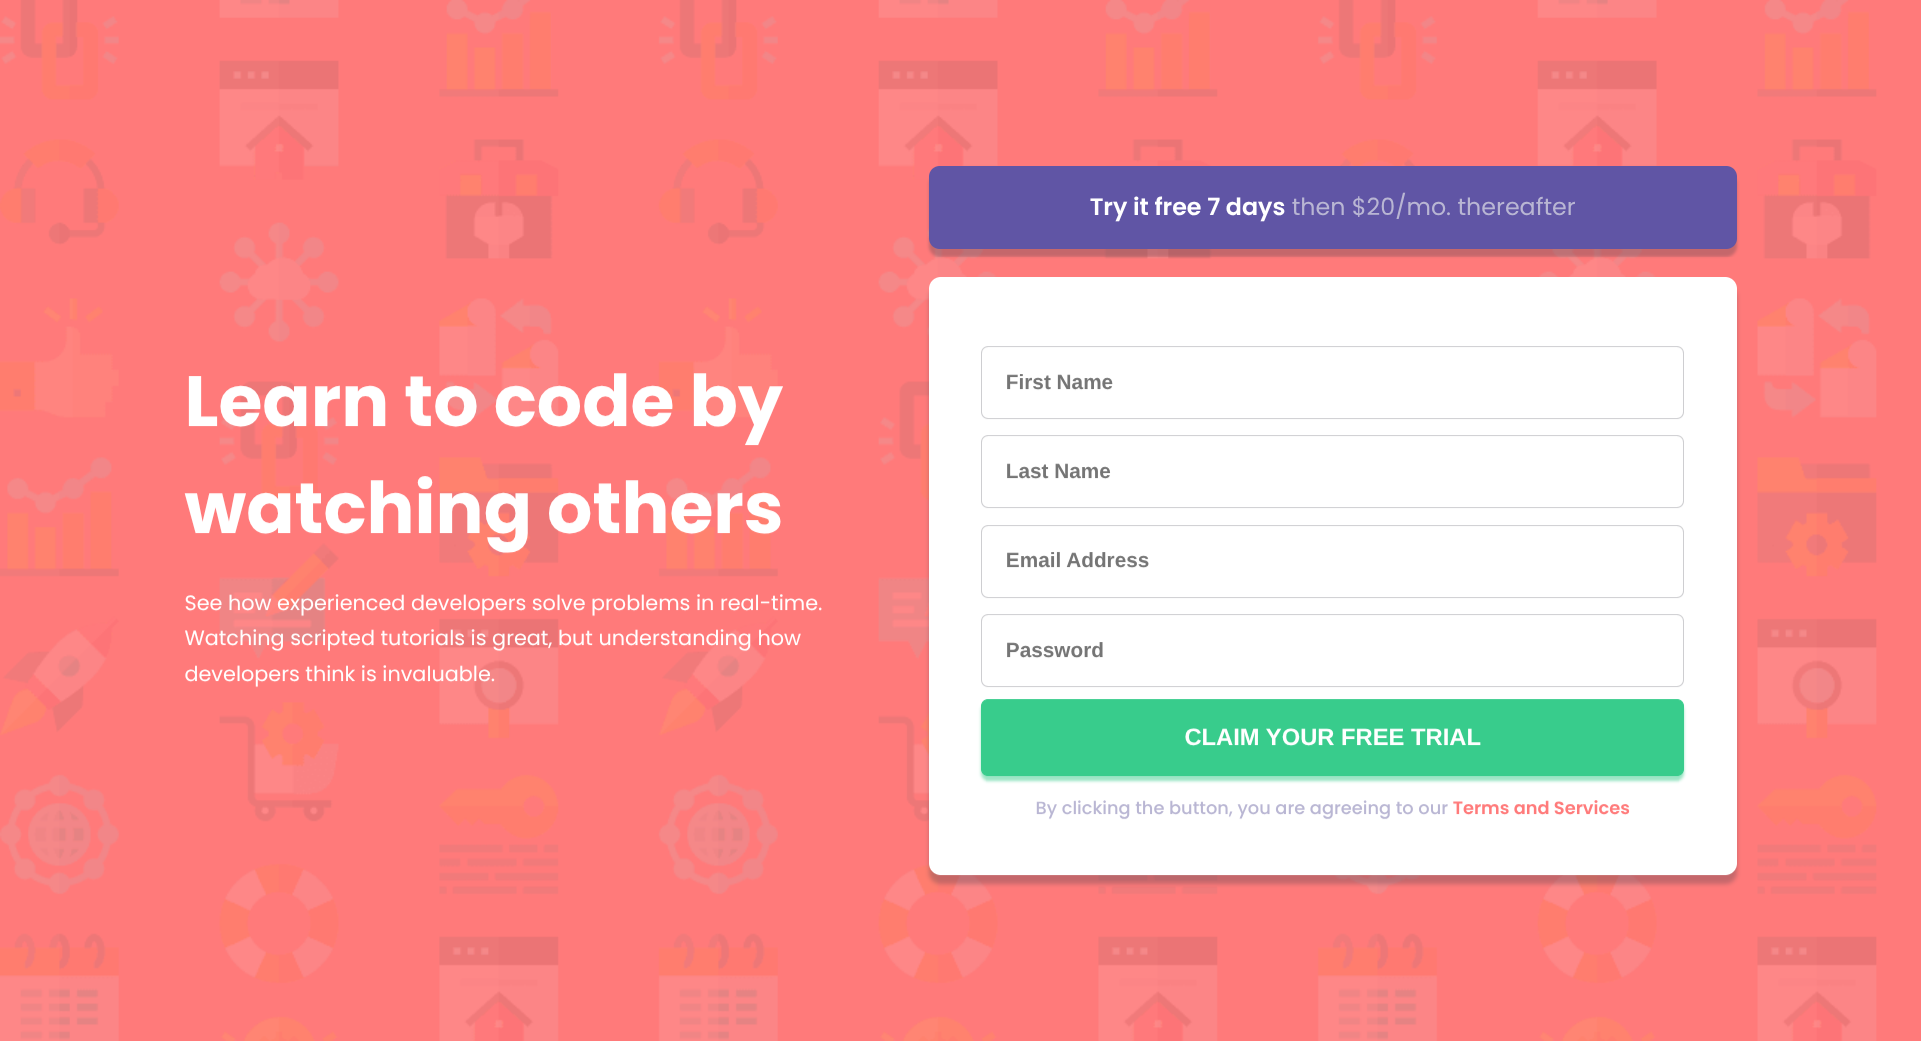 Learn to code by
watching others
See how experienced developers solve problems in real-time.
Watching scripted tutorials is great, but understanding how
developers think is invaluable.
Try it free 7 days then $20/mo. thereafter
First Name
Last Name
Email Address
Password
CLAIM YOUR FREE TRIAL
By clicking the button, you are agreeing to our Terms and Services